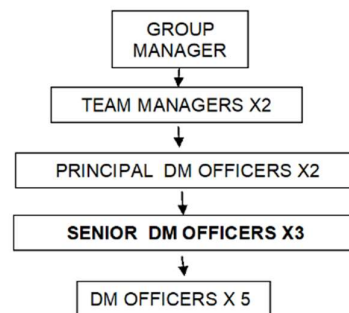 GROUP
MANAGER
TEAM MANAGERS X2
PRINCIPAL DM OFFICERS X2
SENIOR DM OFFICERS X3
DM OFFICERS X 5